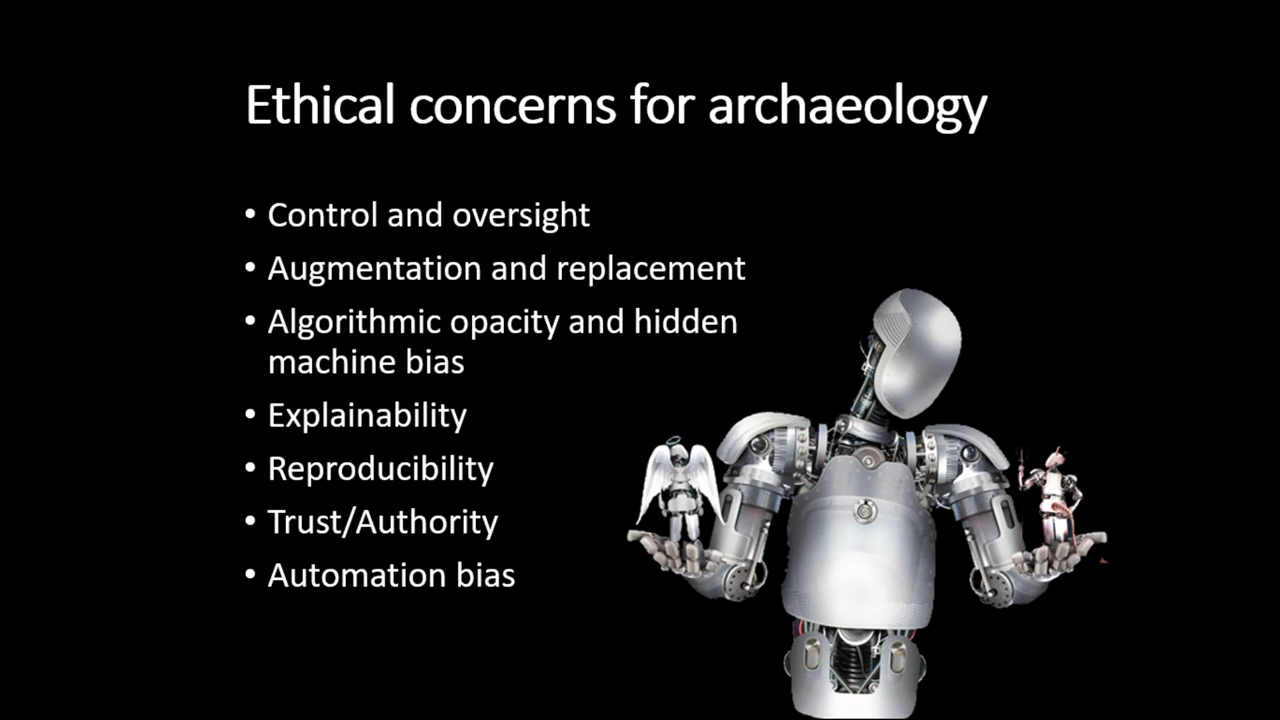 Ethical concerns for archaeology
• Control and oversight
• Augmentation and replacement
• Algorithmic opacity and hidden
machine bias
• Explainability
• Reproducibility
• Trust/Authority
• Automation bias